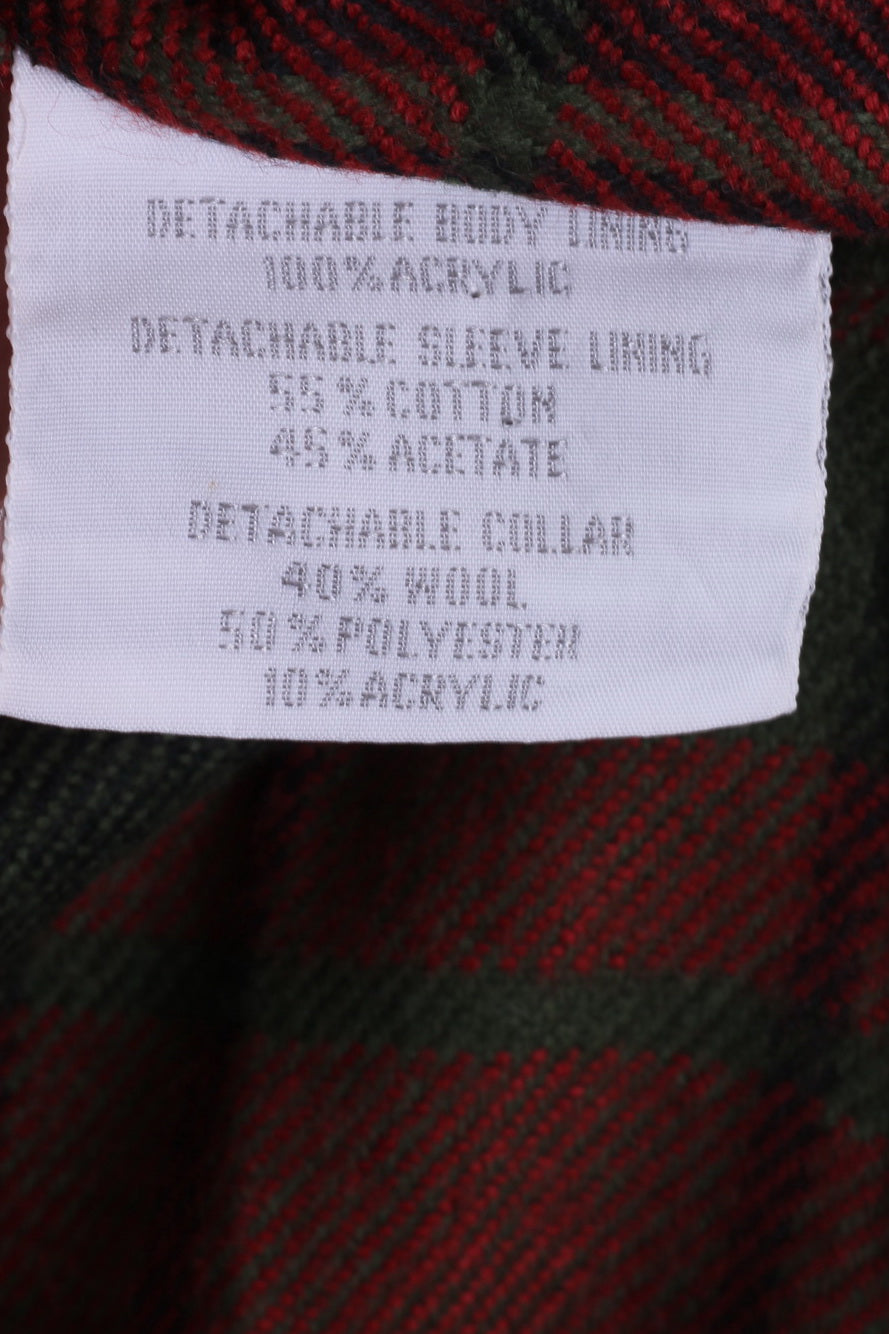 DETACHABLE BODY LINING
100% ACRYLIC
DETACHABLE SLEEVE LINING
55% COTTON
45% ACETATE
DETACHABLE COLLAR
40% WOOL
50% POLYESTER
10% ACRYLIC